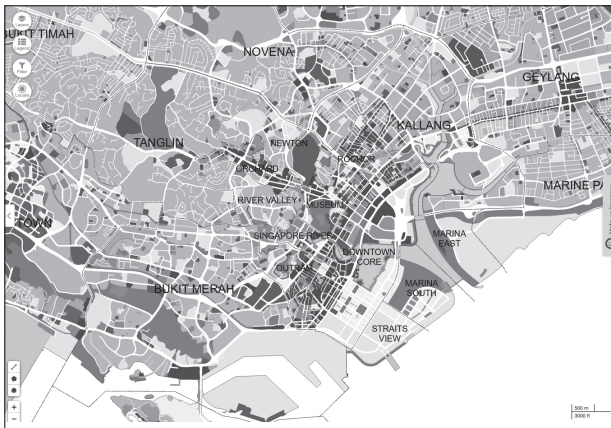 Layers
BUKIT TIMAH
Legend
NOVENA
Filter
GEYLANG
Locate
KALLANG
NEWTON
TANGLIN
ROCHOR
ORCHARD
MARINE PA
RIVER VALLEY
MUSEUM
TOWN
SINGAPORE RIVER
MARINA
EAST
DOWNTOWN
CORE
OUTRAM
MARINA
SOUTH
BUKIT MERAH
STRAITS
VIEW
+
−
500 m
3000 ft